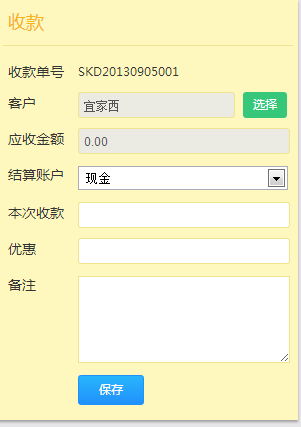 收款
收款单号 SKD20130905001
客户 宜家西 选择
应收金额 0.00
结算账户 现金
本次收款
优惠
备注
保存